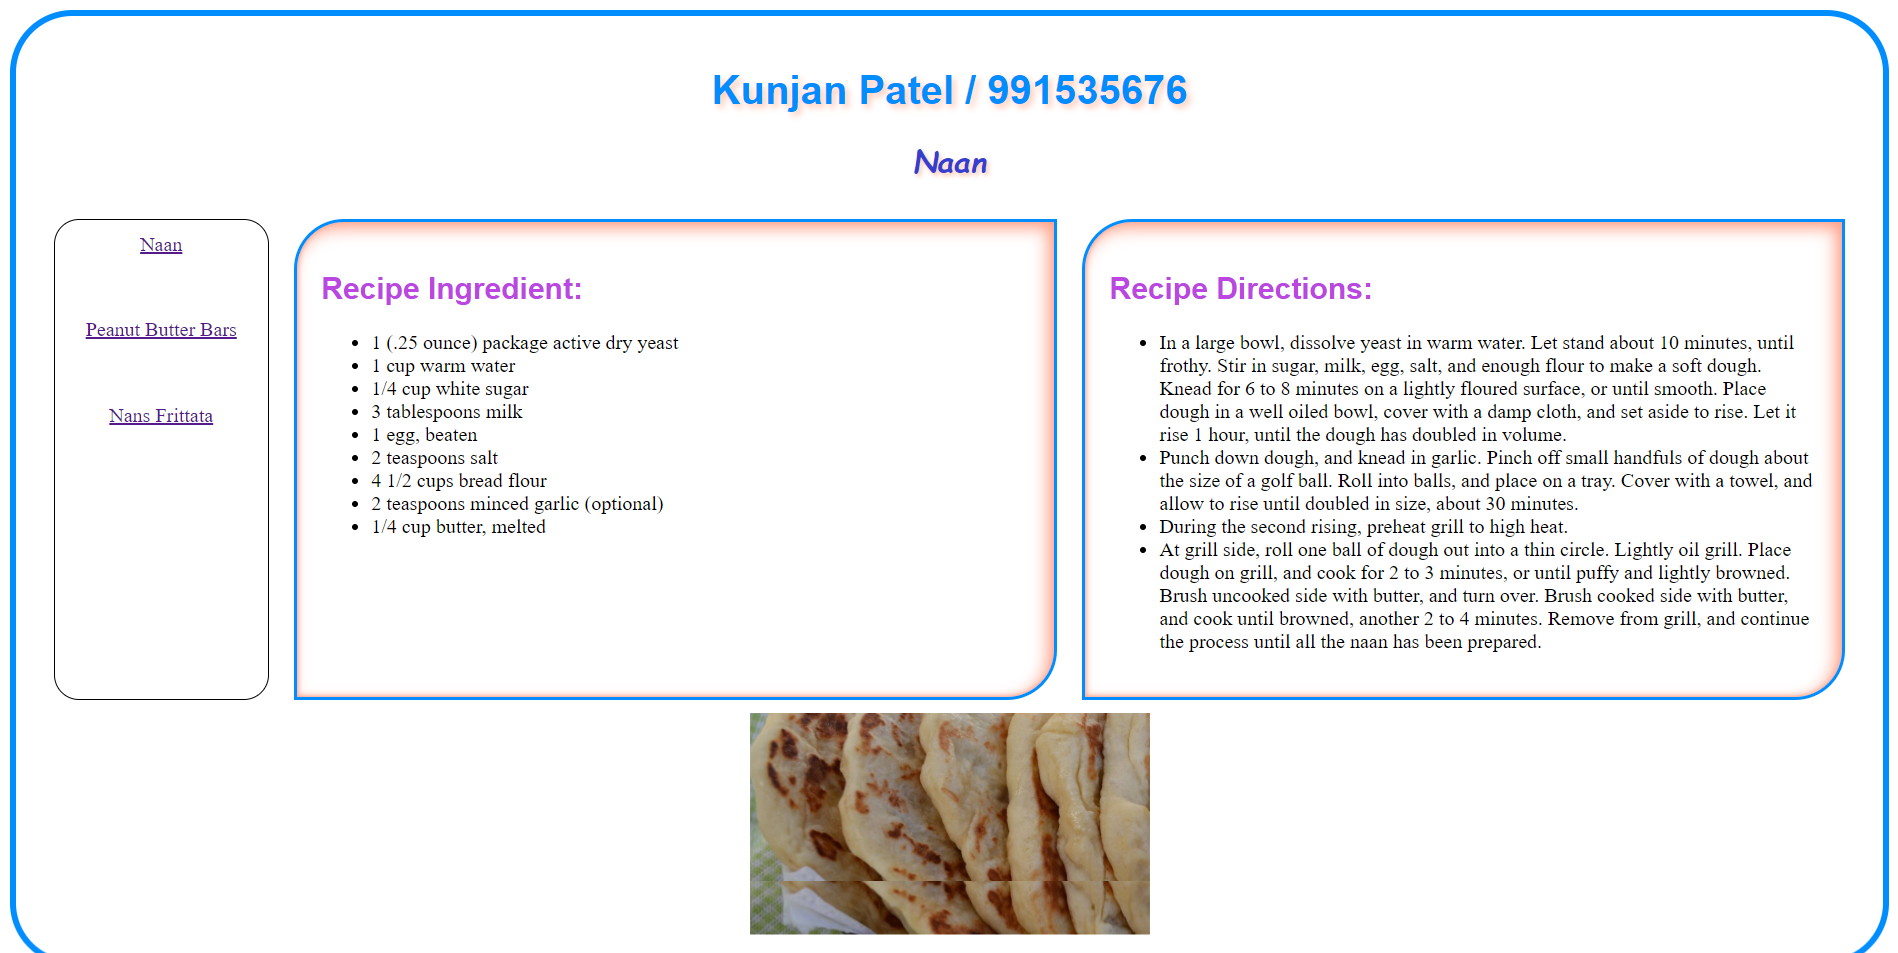 Kunjan Patel / 991535676
Naan
Naan
Peanut Butter Bars
Nans Frittata
Recipe Ingredient:
1 (.25 ounce) package active dry yeast
1 cup warm water
1/4 cup white sugar
3 tablespoons milk
1 egg, beaten
2 teaspoons salt
4 1/2 cups bread flour
2 teaspoons minced garlic (optional)
1/4 cup butter, melted
Recipe Directions:
In a large bowl, dissolve yeast in warm water. Let stand about 10 minutes, until
frothy. Stir in sugar, milk, egg, salt, and enough flour to make a soft dough.
Knead for 6 to 8 minutes on a lightly floured surface, or until smooth. Place
dough in a well oiled bowl, cover with a damp cloth, and set aside to rise. Let it
rise 1 hour, until the dough has doubled in volume.
Punch down dough, and knead in garlic. Pinch off small handfuls of dough about
the size of a golf ball. Roll into balls, and place on a tray. Cover with a towel, and
allow to rise until doubled in size, about 30 minutes.
During the second rising, preheat grill to high heat.
At grill side, roll one ball of dough out into a thin circle. Lightly oil grill. Place
dough on grill, and cook for 2 to 3 minutes, or until puffy and lightly browned.
Brush uncooked side with butter, and turn over. Brush cooked side with butter,
and cook until browned, another 2 to 4 minutes. Remove from grill, and continue
the process until all the naan has been prepared.